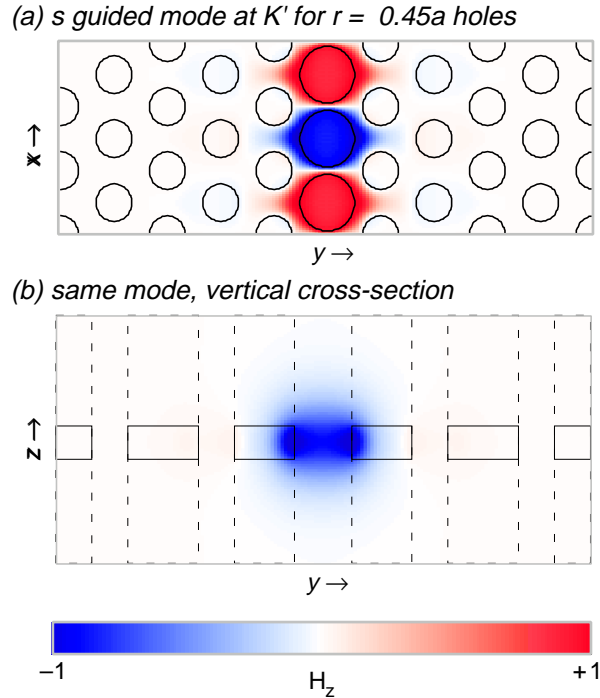 (a) s guided mode at K' for r = 0.45a holes
x →
y →
(b) same mode, vertical cross-section
z →
y →
−1
H_z
+1